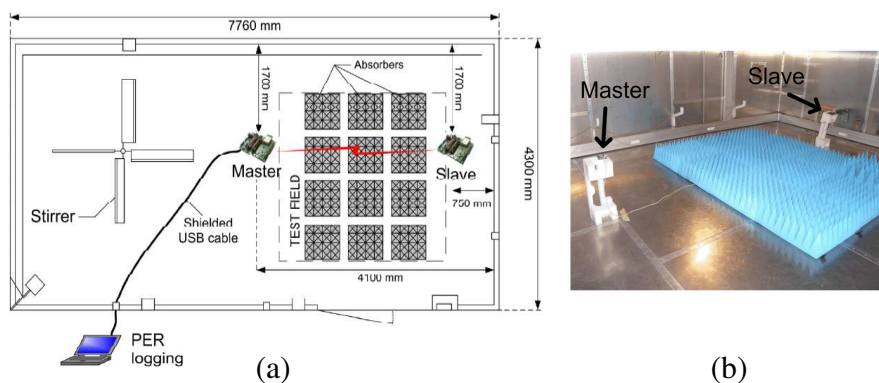 7760 mm
Absorbers
1700 mm
1700 mm
4300 mm
Master
Slave
750 mm
Stirrer
Shielded
USB cable
TEST FIELD
4100 mm
PER
logging
(a)
Master
Slave
(b)